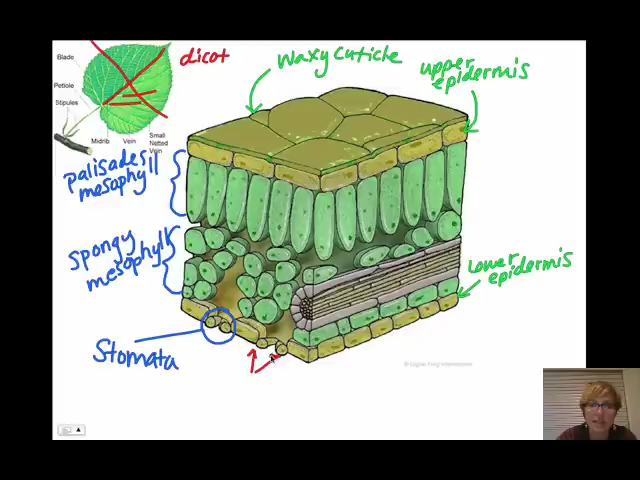 Blade
Petiole
Stipules
Midrib
Vein
Small
Netted
Vein
dicot
waxy cuticle
upper
epidermis
palisades
mesophyll
spongy
mesophyll
Lower
epidermis
Stomata